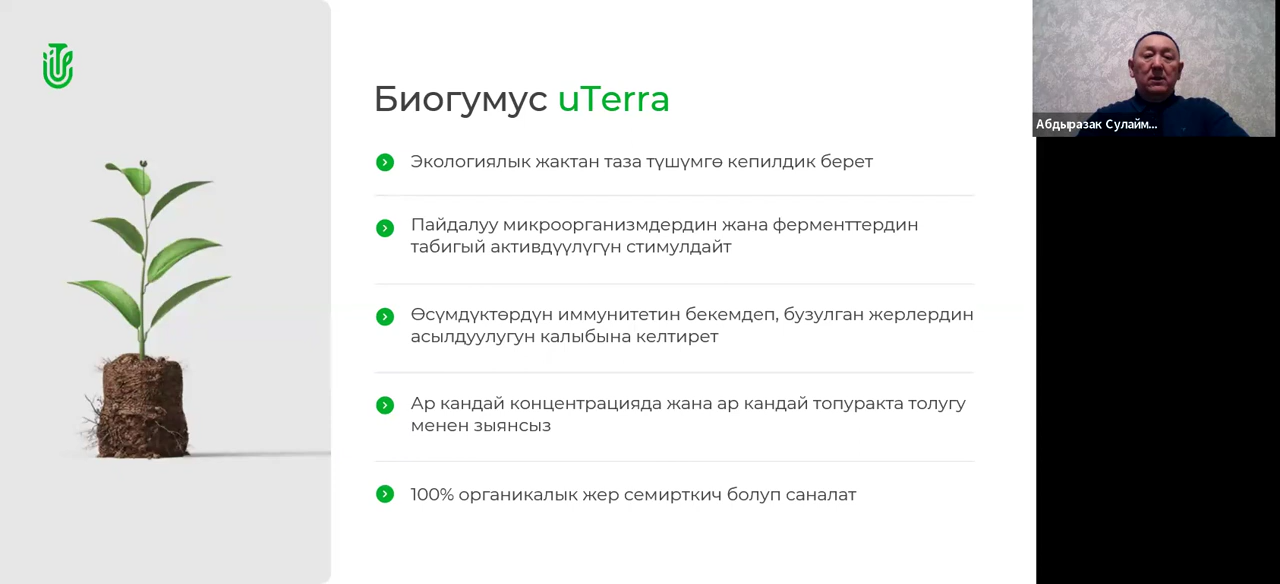 Биогумус uTerra
Экологиялык жактан таза түшүмгө кепилдик берет
Пайдалуу микроорганизмдердин жана ферменттердин
табигый активдүүлүгүн стимулдайт
Өсүмдүктөрдүн иммунитетин бекемдеп, бузулган жерлердин
асылдуулугун калыбына келтирет
Ар кандай концентрацияда жана ар кандай топуракта толугу
менен зыянсыз
100% органикалык жер семирткич болуп саналат
Абдыразак Сулайм...